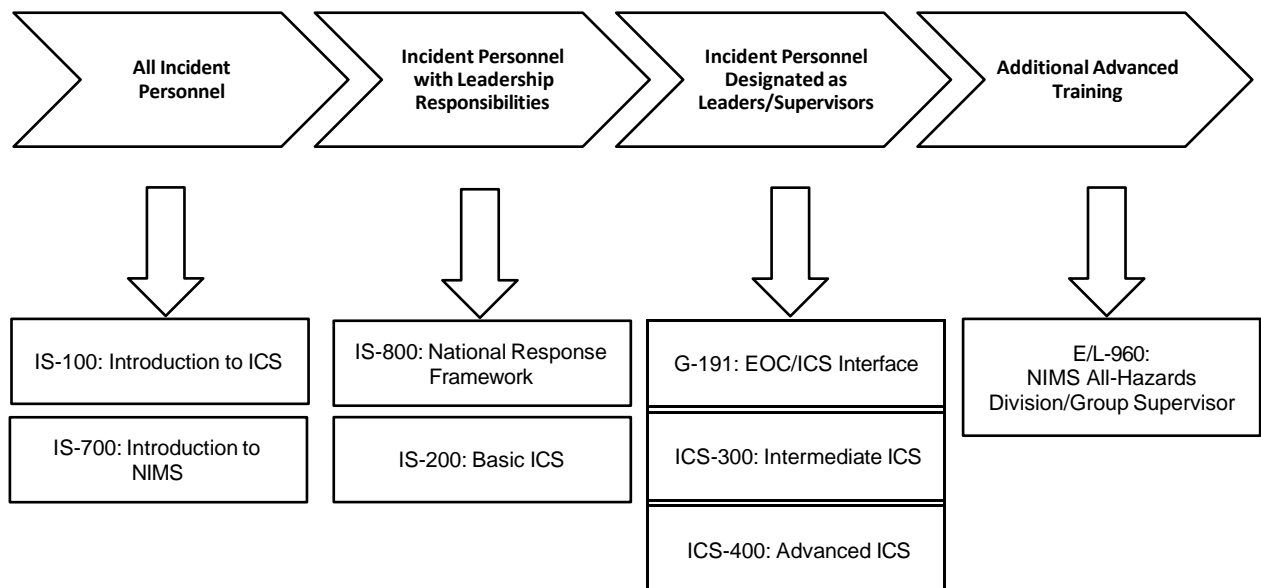 All Incident
Personnel
Incident Personnel
with Leadership
Responsibilities
Incident Personnel
Designated as
Leaders/Supervisors
Additional Advanced
Training
IS-100: Introduction to ICS
IS-700: Introduction to
NIMS
IS-800: National Response
Framework
IS-200: Basic ICS
G-191: EOC/ICS Interface
ICS-300: Intermediate ICS
ICS-400: Advanced ICS
E/L-960:
NIMS All-Hazards
Division/Group Supervisor